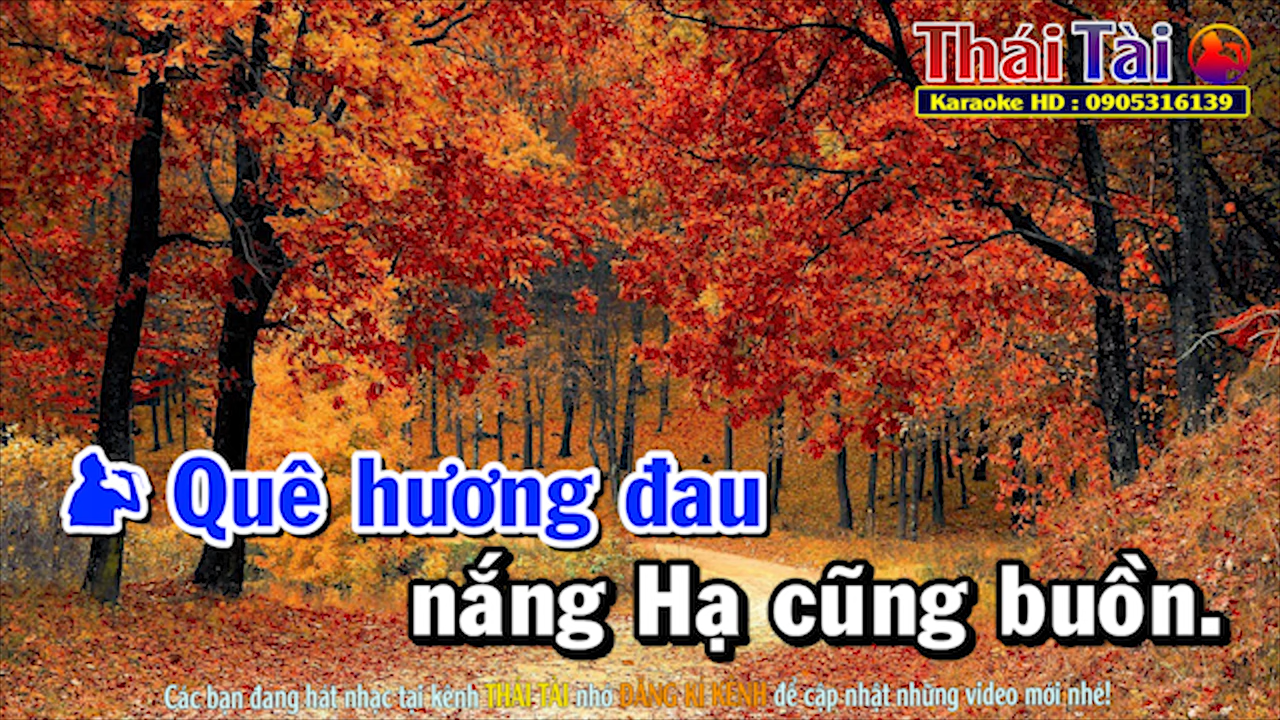 Thái Tài
Karaoke HD : 0905316139
Quê hương đau
nắng Hạ cũng buồn.
Các bạn đang hát nhạc tại kênh THÁI TÀI nhớ ĐĂNG KÍ KÊNH để cập nhật những video mới nhé!